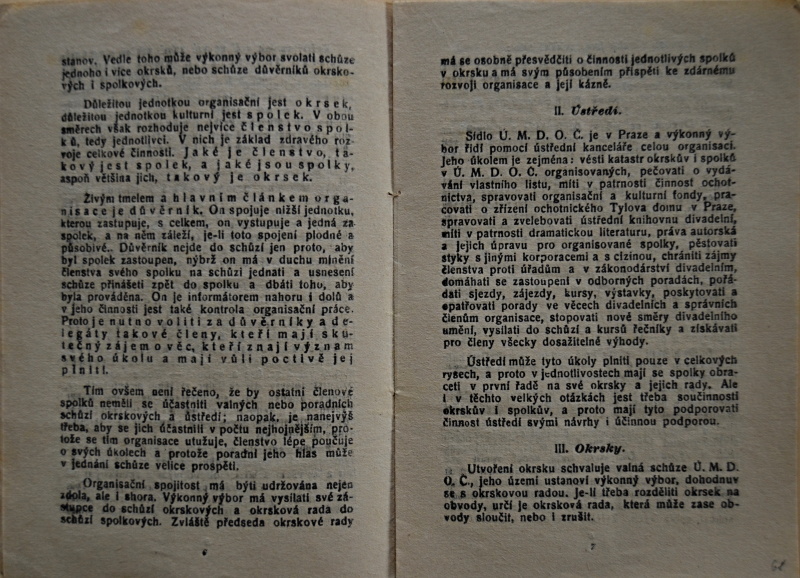 stanov. Vedle toho může výkonný výbor svolati schůze
jednoho i více okrsků, nebo schůze důvěrníků okrsko-
vých i spolkových.
Důležitou jednotkou organisační jest okrsek,
důležitou jednotkou kulturní jest spolek. V obou
směrech však rozhoduje nejvíce členstvo spol-
ků, tedy jednotlivci. V nich je základ zdravého roz-
voje celkové činnosti. Jaké je členstvo, ta-
kový jest spolek, a jaké jsou spolky,
aspoň většina jich, takový je okrsek.
Živým tmelem a hlavním článkem orga-
nisace je důvěrník. On spojuje nižší jednotku,
kterou zastupuje, s celkem, on vystupuje a jedná za
spolek, a na něm záleží, je-li toto spojení plodné a
působivé.. Důvěrník nejde do schůzí jen proto, aby
byl spolek zastoupen, nýbrž on má v duchu mínění
členstva svého spolku na schůzi jednati a usnesení
schůze přinášeti zpět do spolku a dbáti toho, aby
byla prováděna. On je informátorem nahoru i dolů a
v jeho činnosti jest také kontrola organisační práce.
Proto je nutno voliti za důvěrníky a de-
legáty takové členy, kteří mají sku-
tečný zájem o věc, kteří znají význam
svého úkolu a mají vůli poctivě jej
plniti.
Tím ovšem není řečeno, že by ostatní členové
spolků neměli se účastniti valných nebo poradních
schůzí okrskových a ústředí; naopak, je nanejvýš
třeba, aby se jich účastnili v počtu nejhojnějším, pro-
tože se tím organisace utužuje, členstvo lépe poučuje
o svých úkolech a protože poradní jeho hlas může
v jednání schůze velice prospěti.
Organisační spojitost má býti udržována nejen
zdola, ale i shora. Výkonný výbor má vysílati své zá-
stupce do schůzí okrskových a okrsková rada do
schůzí spolkových. Zvláště předseda okrskové rady
6
má se osobně přesvědčiti o činnosti jednotlivých spolků
v okrsku a má svým působením přispěti ke zdárnému
rozvoji organisace a její kázně.
II. Ústředí.
Sídlo Ú. M. D. O. Č. je v Praze a výkonný vý-
bor řídí pomocí ústřední kanceláře celou organisaci.
Jeho úkolem je zejména: vésti katastr okrsků i spolků
v Ú. M. D. O. Č. organisovaných, pečovati o vydá-
vání vlastního listu, míti v patrnosti činnost ochot-
nictva, spravovati organisační a kulturní fondy, pra-
covati o zřízení ochotnického Tylova domu v Praze,
spravovati a zvelebovati ústřední knihovnu divadelní,
míti v patrnosti dramatickou literaturu, práva autorská
a jejich úpravu pro organisované spolky, pěstovati
styky s jinými korporacemi a s cizinou, chrániti zájmy
členstva proti úřadům a v zákonodárství divadelním,
domáhati se zastoupení v odborných poradách, pořá-
dati sjezdy, zájezdy, kursy, výstavky, poskytovati a
opatřovati porady ve věcech divadelních a správních
členům organisace, stopovati nové směry divadelního
umění, vysílati do schůzí a kursů řečníky a získávati
pro členy všecky dosažitelné výhody.
Ústředí může tyto úkoly plniti pouze v celkových
rysech, a proto v jednotlivostech mají se spolky obra-
ceti v první řadě na své okrsky a jejich rady. Ale
i v těchto velkých otázkách jest třeba součinnosti
okrskův i spolkův, a proto mají tyto podporovati
činnost ústředí svými návrhy i účinnou podporou.
III. Okrsky.
Utvoření okrsku schvaluje valná schůze Ú. M. D.
O. Č., jeho území ustanoví výkonný výbor, dohodnuv
se s okrskovou radou. Je-li třeba rozděliti okrsek na
obvody, určí je okrsková rada, která může zase ob-
vody sloučit, nebo i zrušit.
7